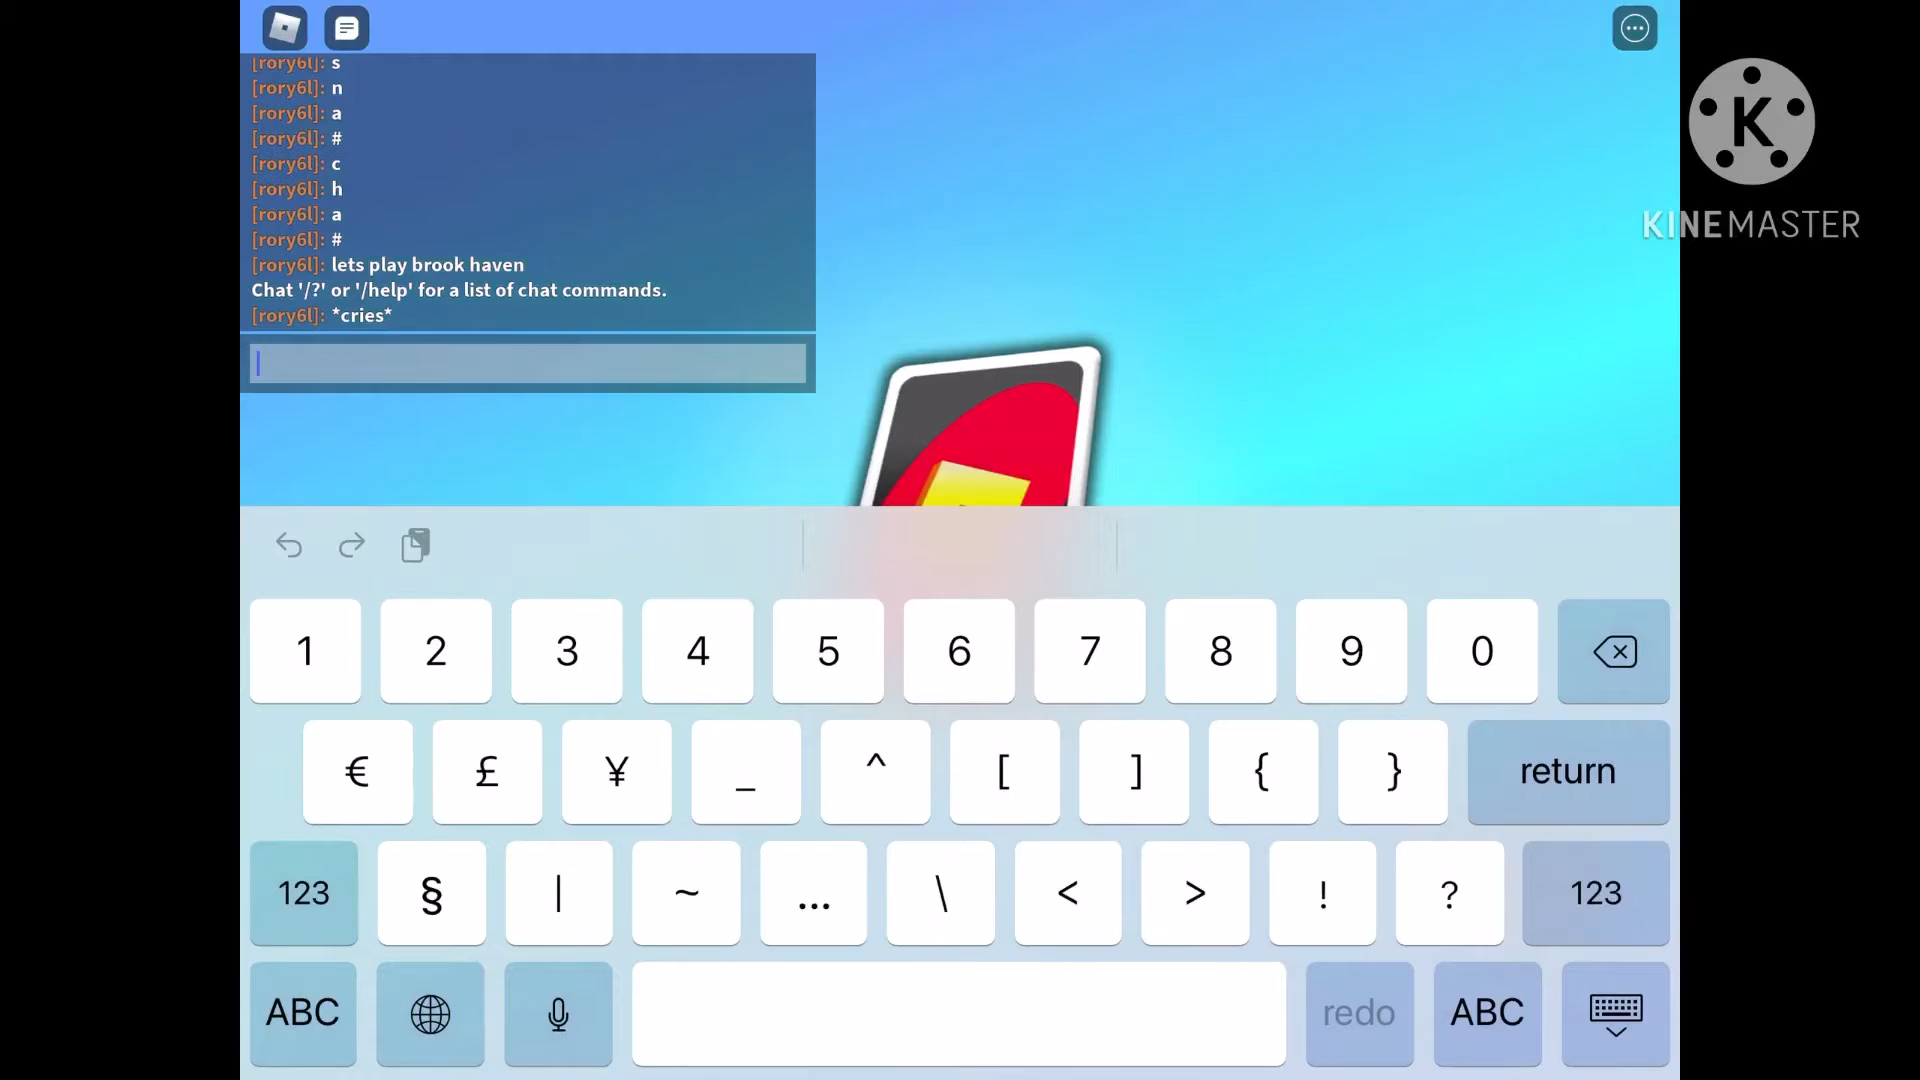 [rory6l]: s
[rory6l]: n
[rory6l]: a
[rory6l]: #
[rory6l]: c
[rory6l]: h
[rory6l]: a
[rory6l]: #
[rory6l]: lets play brook haven
Chat '/?' or '/help' for a list of chat commands.
[rory6l]: *cries*
K
KINEMASTER
1 2 3 4 5 6 7 8 9 0
€ £ ¥ _ ^ [ ] { } return
123 § | ~ ... \ < > ! ? 123
ABC redo ABC